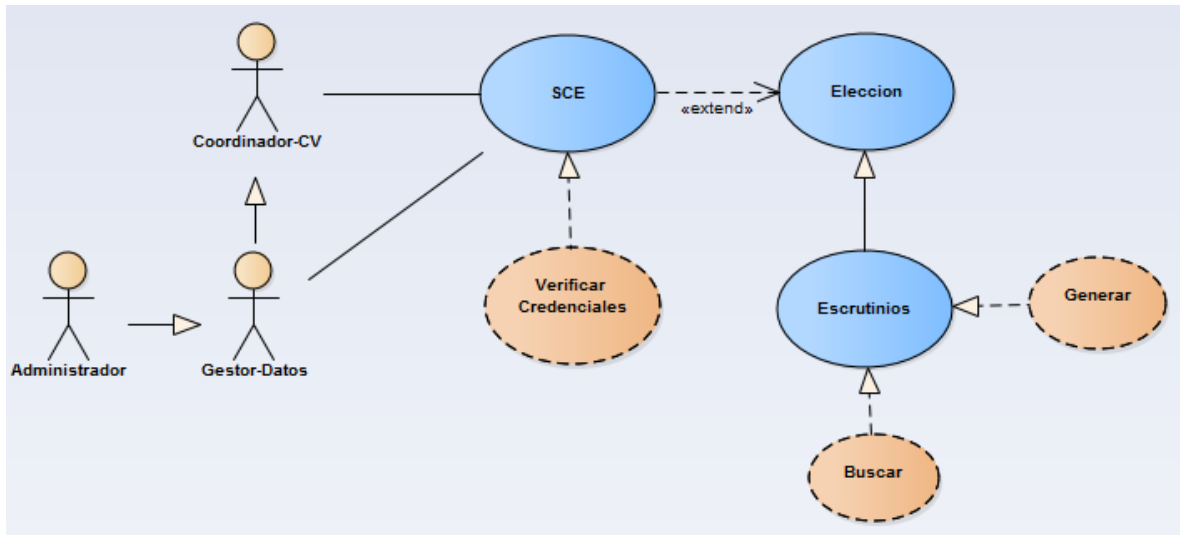 SCE
Eleccion
«extend»
Coordinador-CV
Verificar
Credenciales
Escrutinios
Generar
Administrador
Gestor-Datos
Buscar